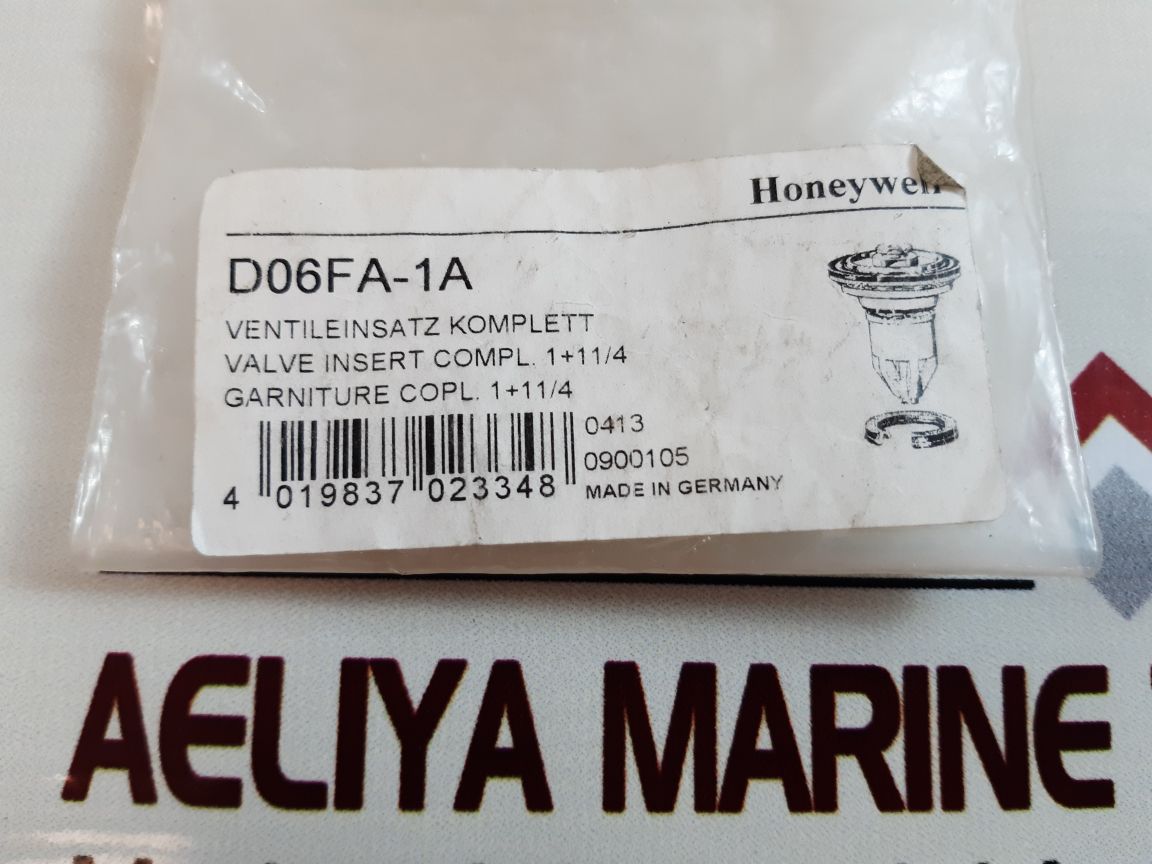 Honeywell
D06FA-1A
VENTILEINSATZ KOMPLETT
VALVE INSERT COMPL. 1+11/4
GARNITURE COPL. 1+11/4
0413
0900105
4 019837 023348
MADE IN GERMANY
AELIYA MARINE